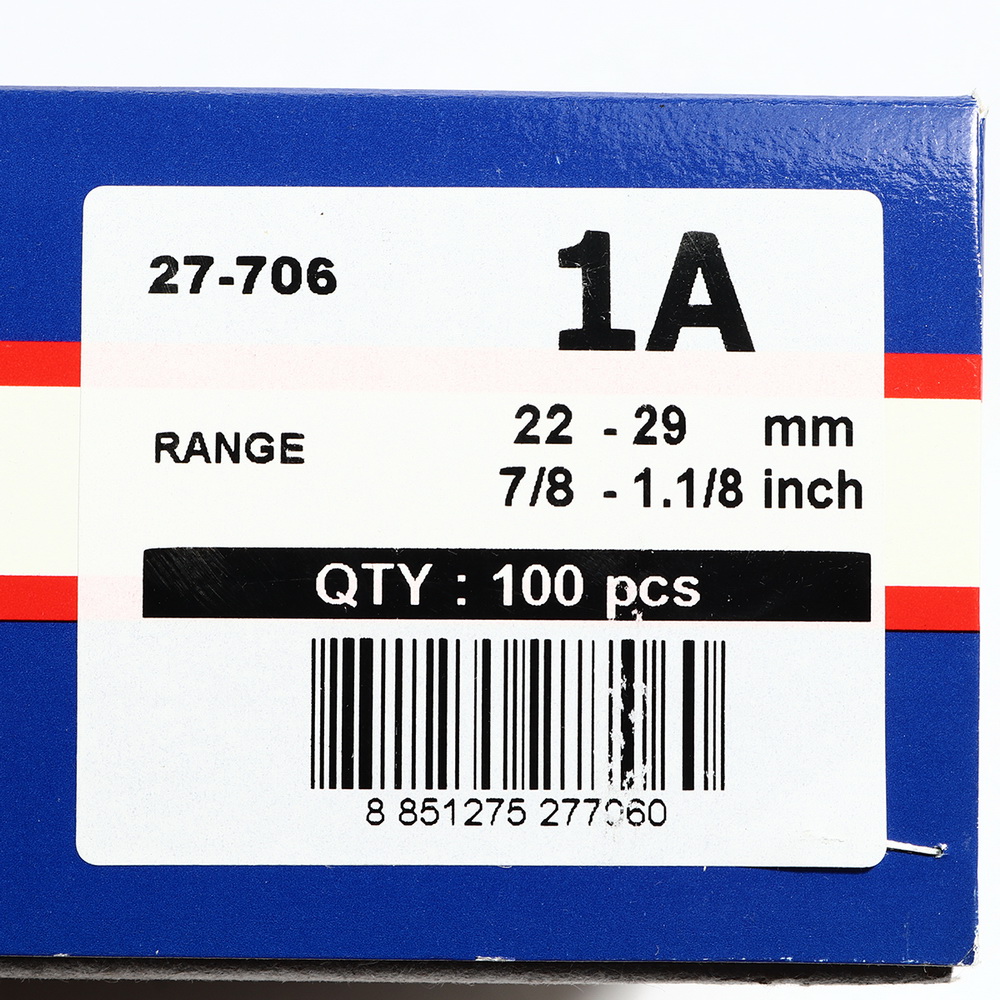 27-706
1A
RANGE
22 - 29 mm
7/8 - 1.1/8 inch
QTY : 100 pcs
8 851275 277060